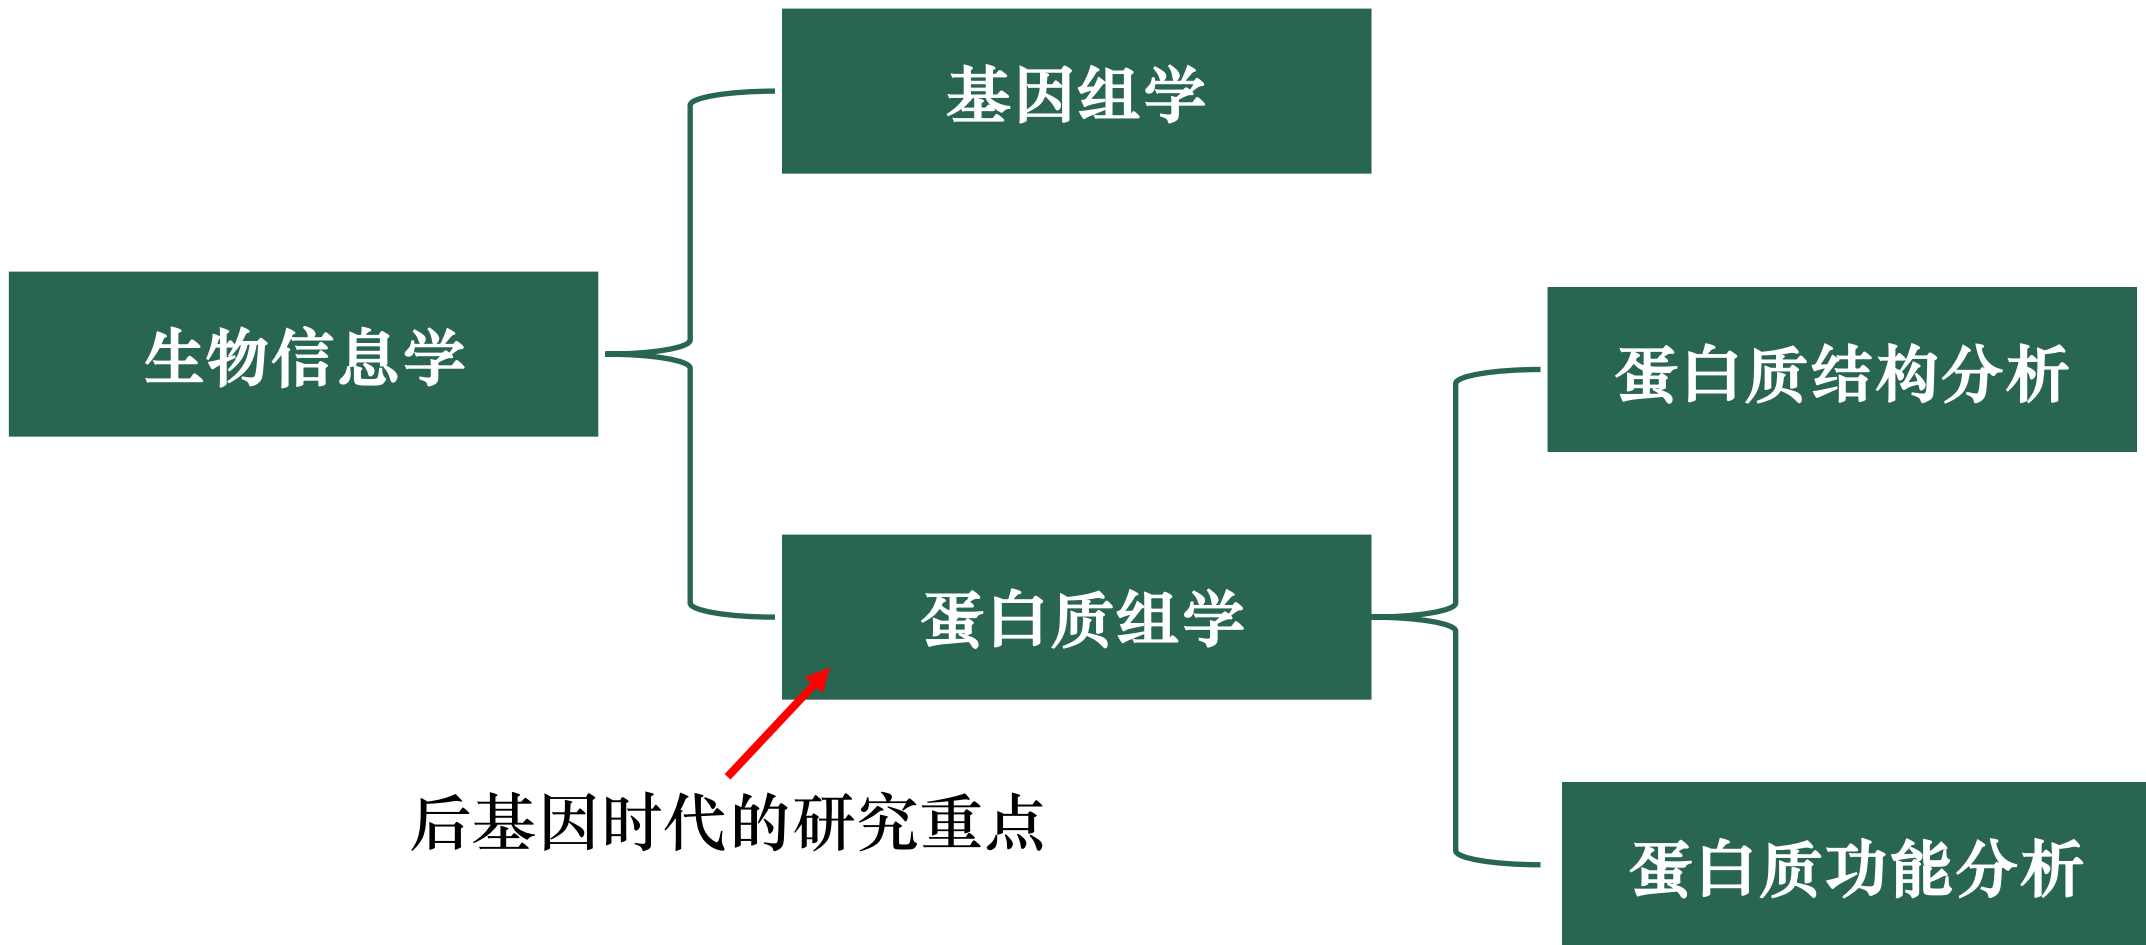 基因组学
生物信息学
蛋白质结构分析
蛋白质组学
后基因时代的研究重点
蛋白质功能分析